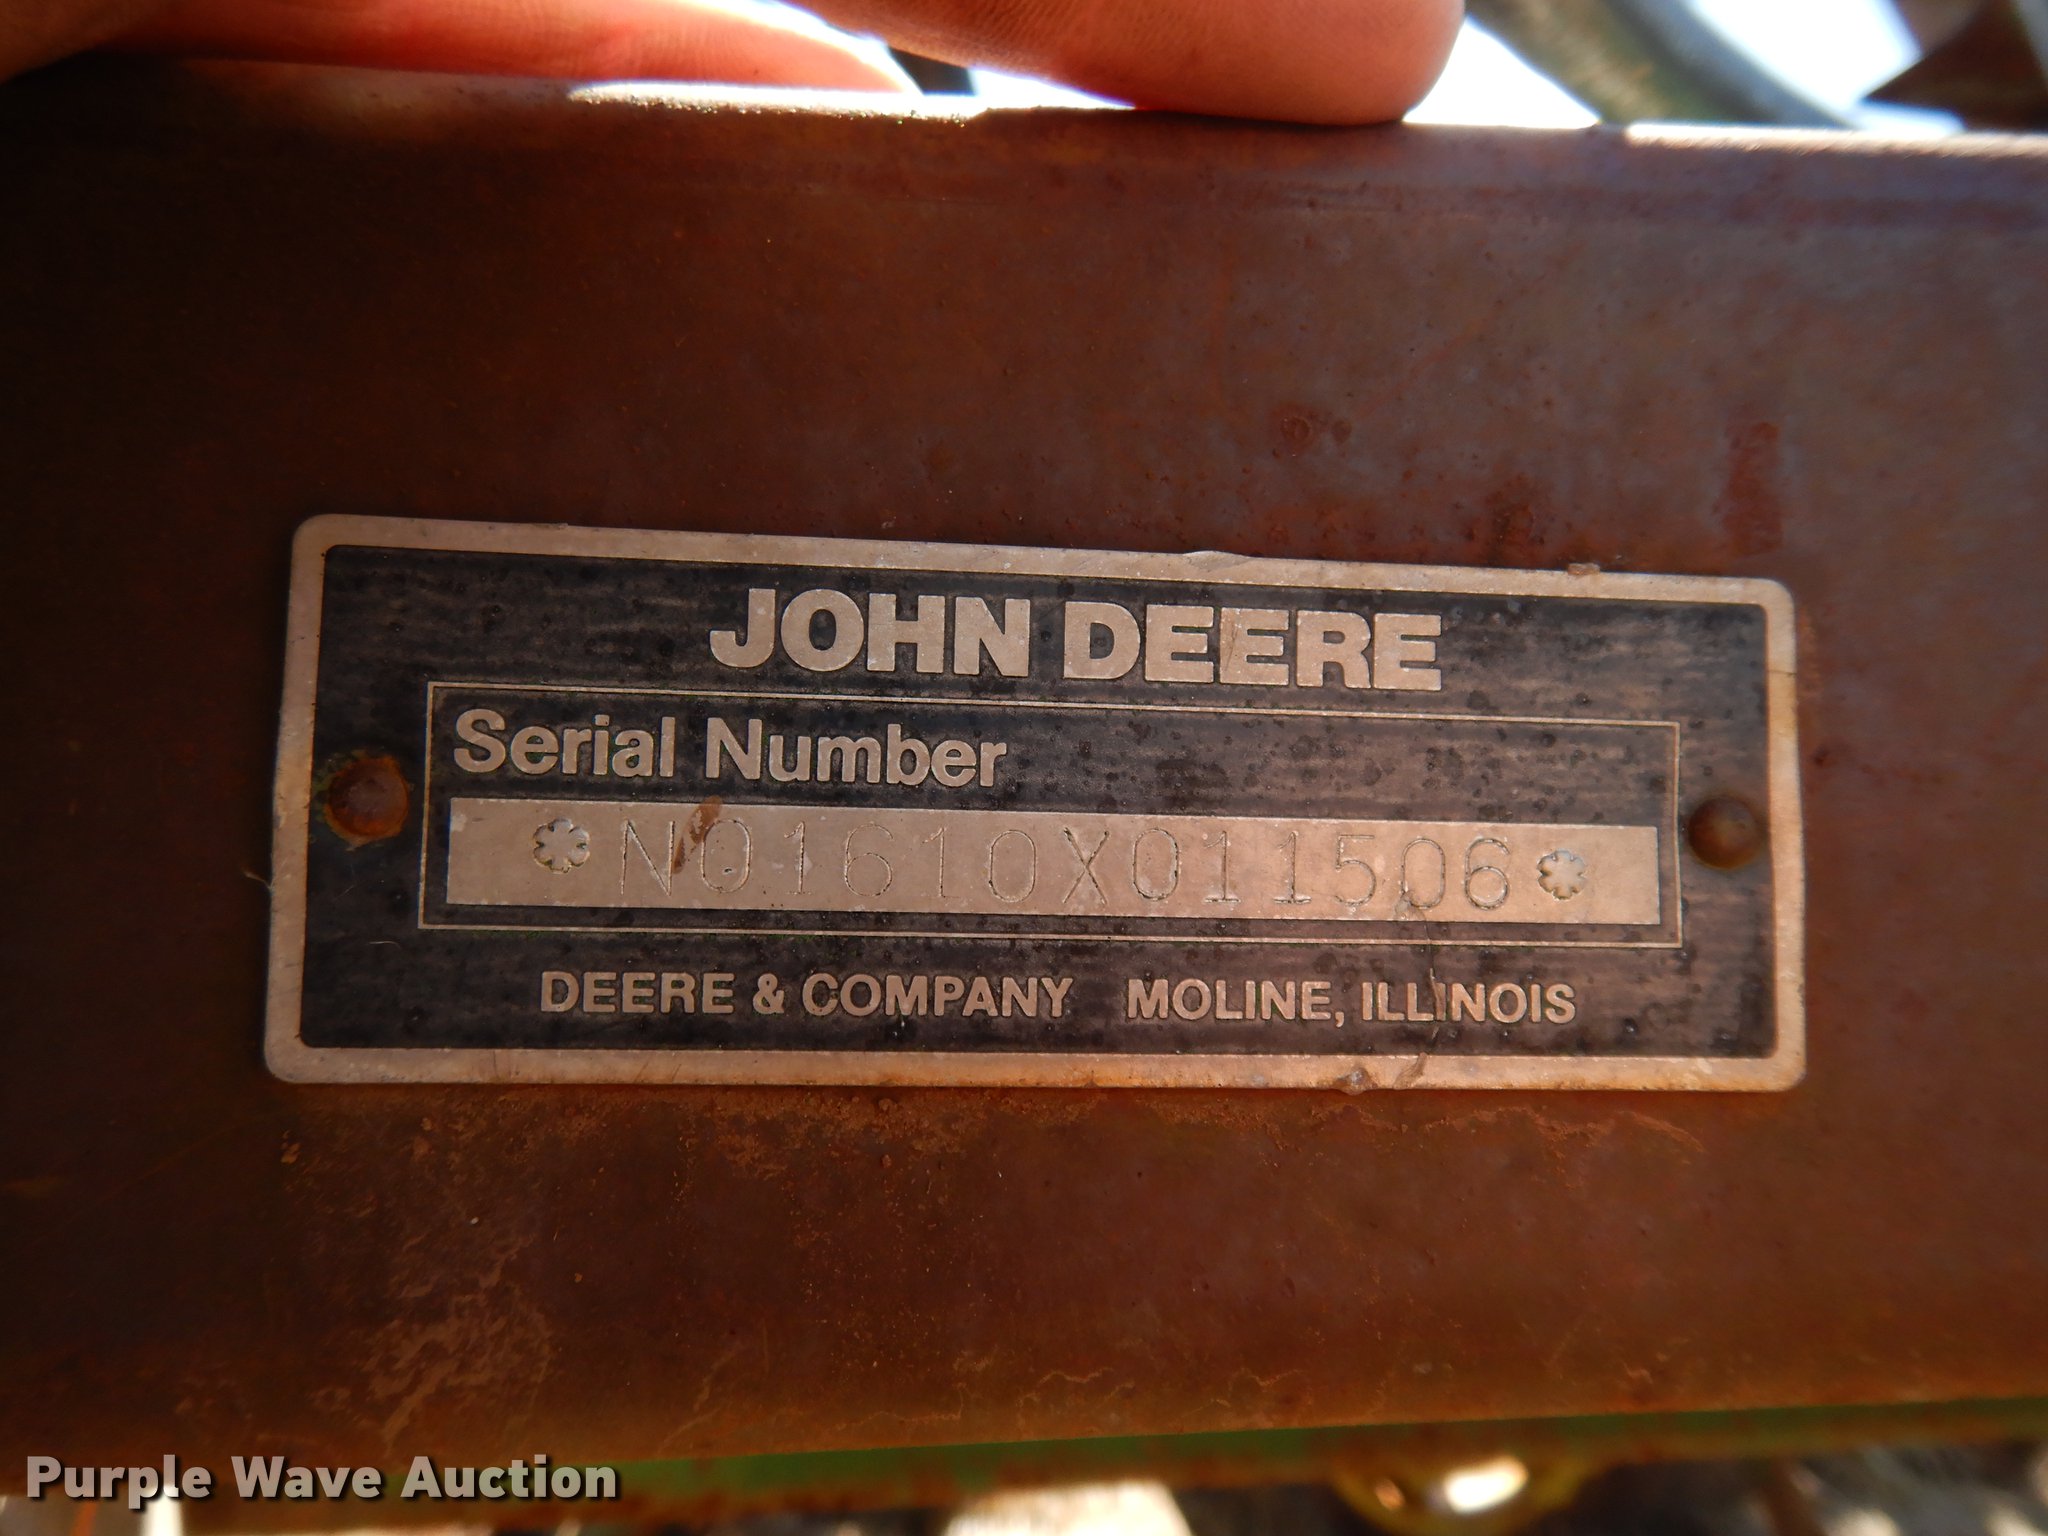 JOHN DEERE
Serial Number
*N01610X011506*
DEERE & COMPANY MOLINE, ILLINOIS
Purple Wave Auction